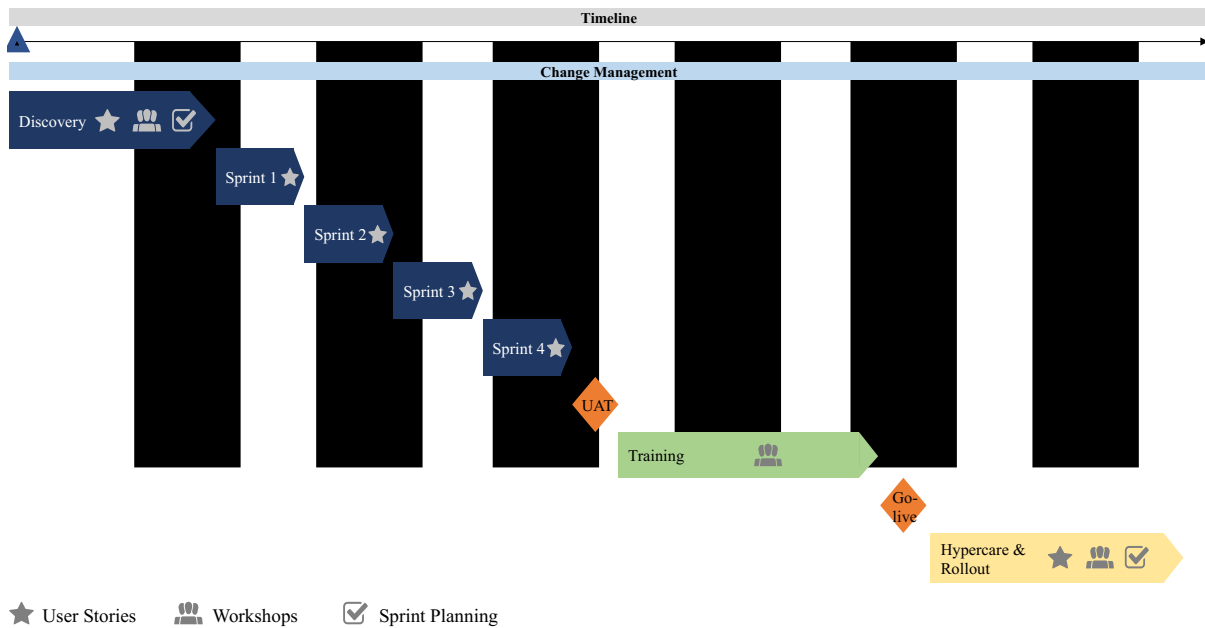 Timeline
Change Management
Discovery
Sprint 1
Sprint 2
Sprint 3
Sprint 4
UAT
Training
Go-
live
Hypercare &
Rollout
User Stories
Workshops
Sprint Planning